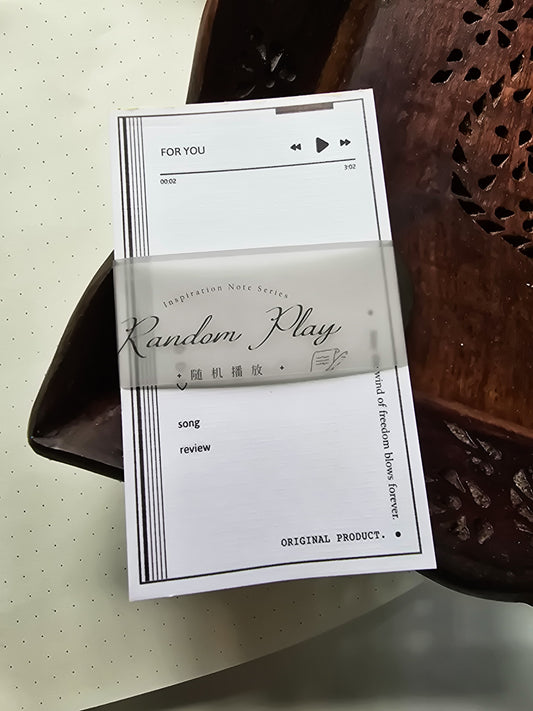 FOR YOU
00:02
3:02
Inspiration Note Series
Random Play
随机播放
song
review
wind of freedom blows forever.
ORIGINAL PRODUCT.